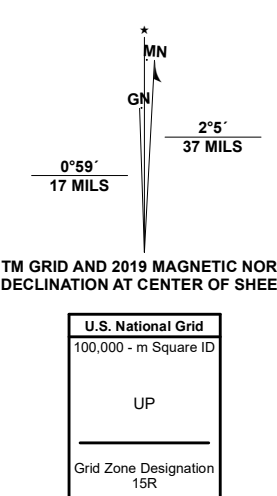 ★
MN
GN
2°5´
37 MILS
0°59´
17 MILS
TM GRID AND 2019 MAGNETIC NOR
DECLINATION AT CENTER OF SHEE
U.S. National Grid
100,000 - m Square ID
UP
Grid Zone Designation
15R